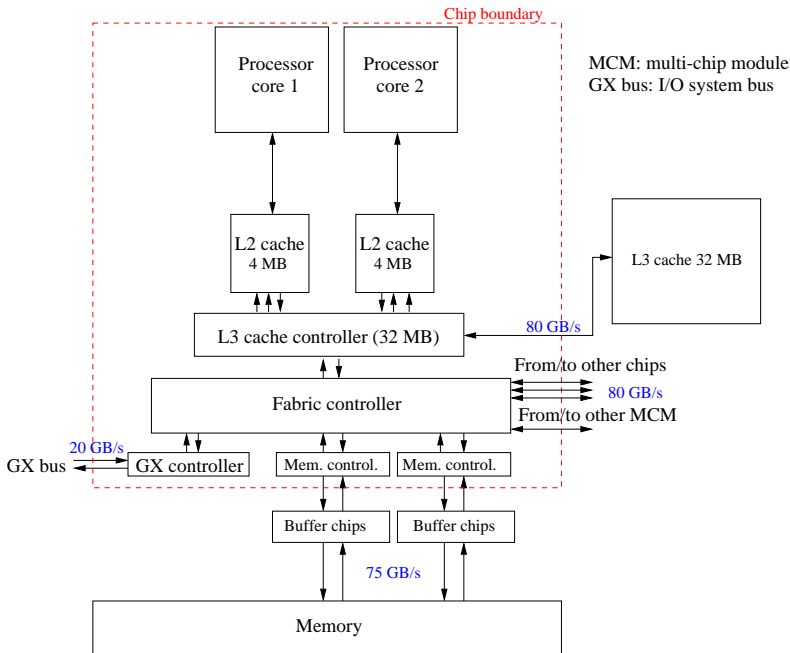 Chip boundary
Processor
core 1
Processor
core 2
MCM: multi-chip module
GX bus: I/O system bus
L2 cache
4 MB
L2 cache
4 MB
L3 cache 32 MB
L3 cache controller (32 MB)
80 GB/s
From/to other chips
80 GB/s
Fabric controller
From/to other MCM
20 GB/s
GX bus
GX controller
Mem. control.
Mem. control.
Buffer chips
Buffer chips
75 GB/s
Memory